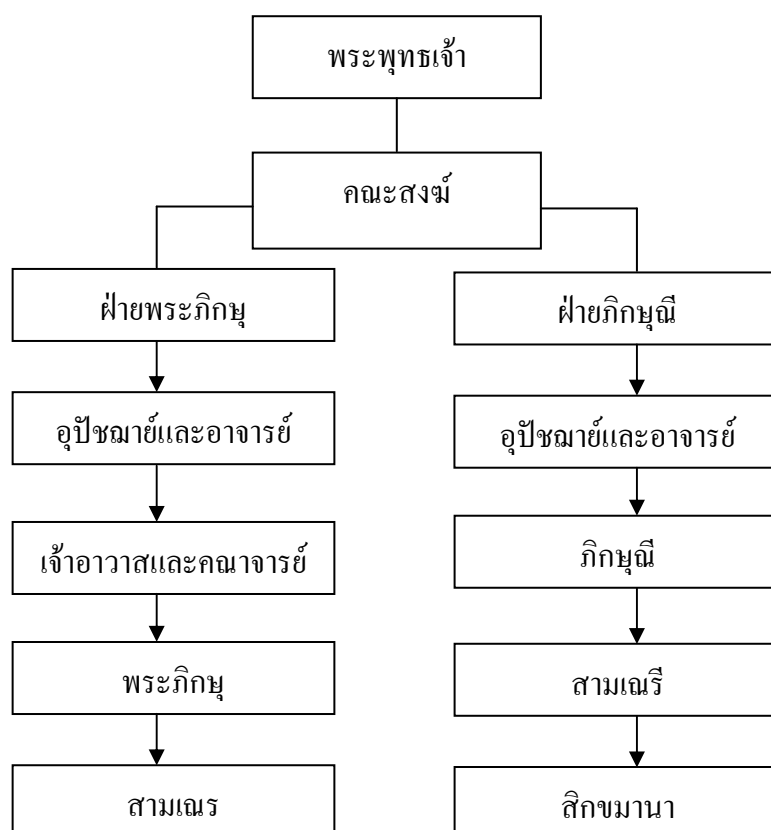 พระพุทธเจ้า
คณะสงฆ์
ฝ่ายพระภิกษุ
ฝ่ายภิกษุณี
อุปัชฌาย์และอาจารย์
อุปัชฌาย์และอาจารย์
เจ้าอาวาสและคณาจารย์
ภิกษุณี
พระภิกษุ
สามเณรี
สามเณร
สิกขมานา